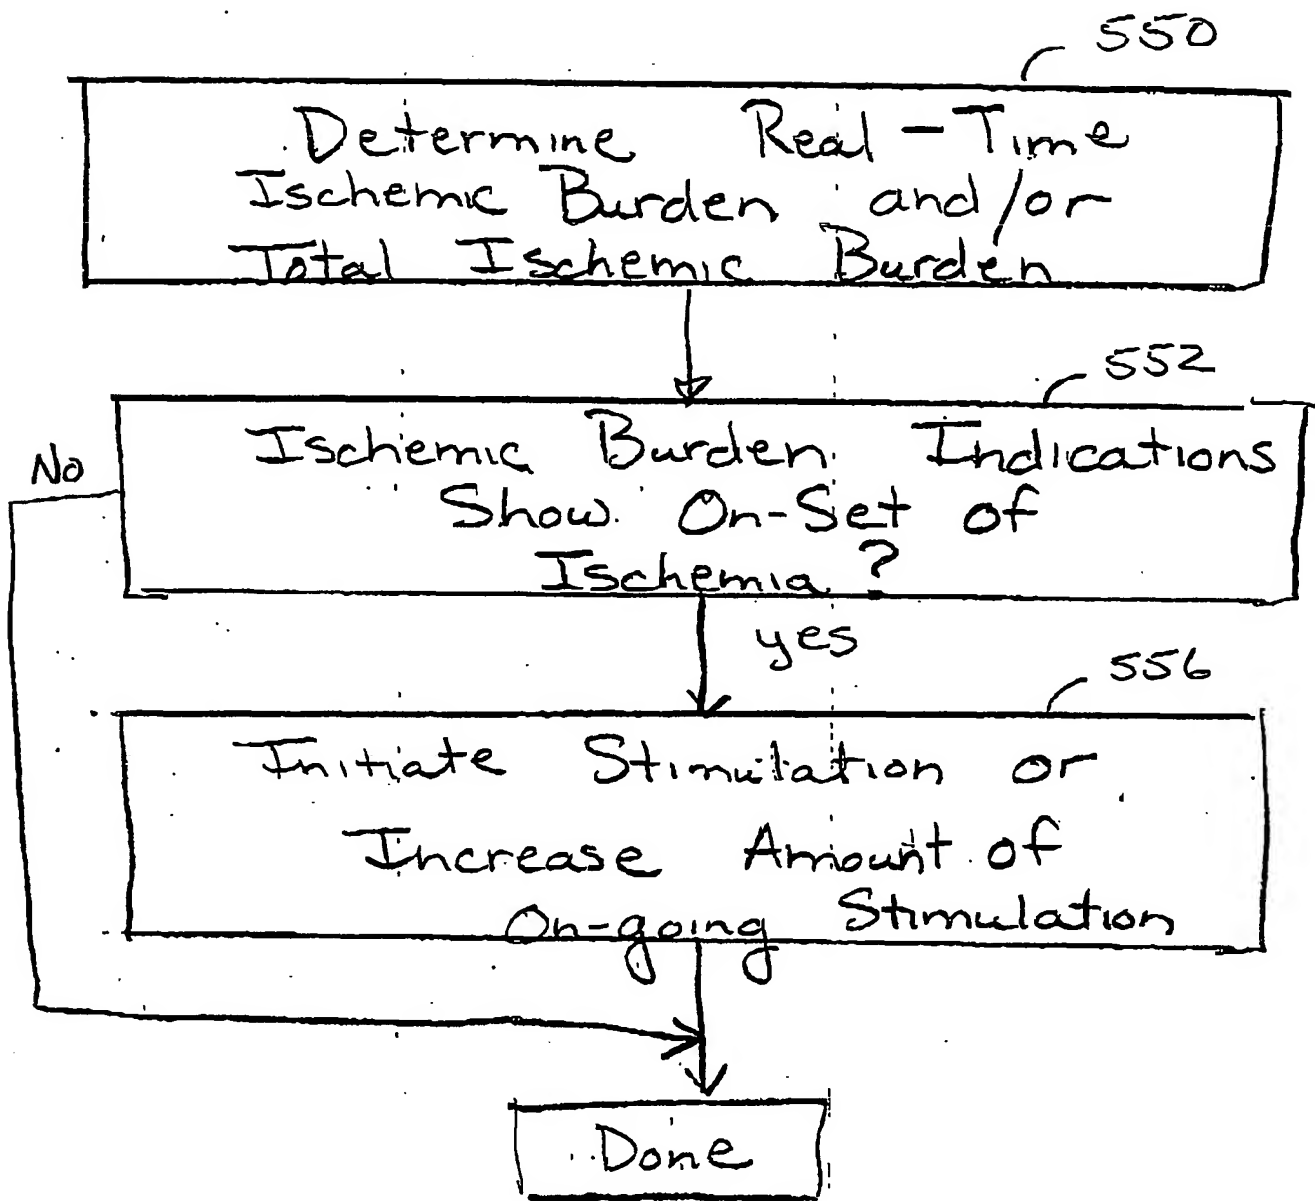 550
Determine Real-Time
Ischemic Burden and/or
Total Ischemic Burden
552
Ischemic Burden Indications
No
Show On-Set of
Ischemia?
yes
556
Initiate Stimulation or
Increase Amount of
On-going Stimulation
Done